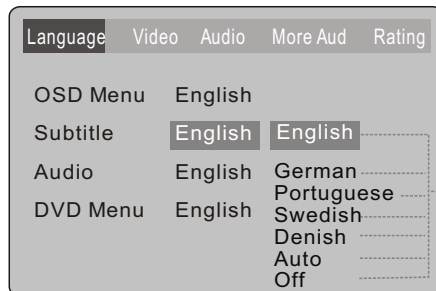 Language Video Audio More Aud Rating
OSD Menu English
Subtitle English English
Audio English German
Portuguese
DVD Menu English Swedish
Denish
Auto
Off